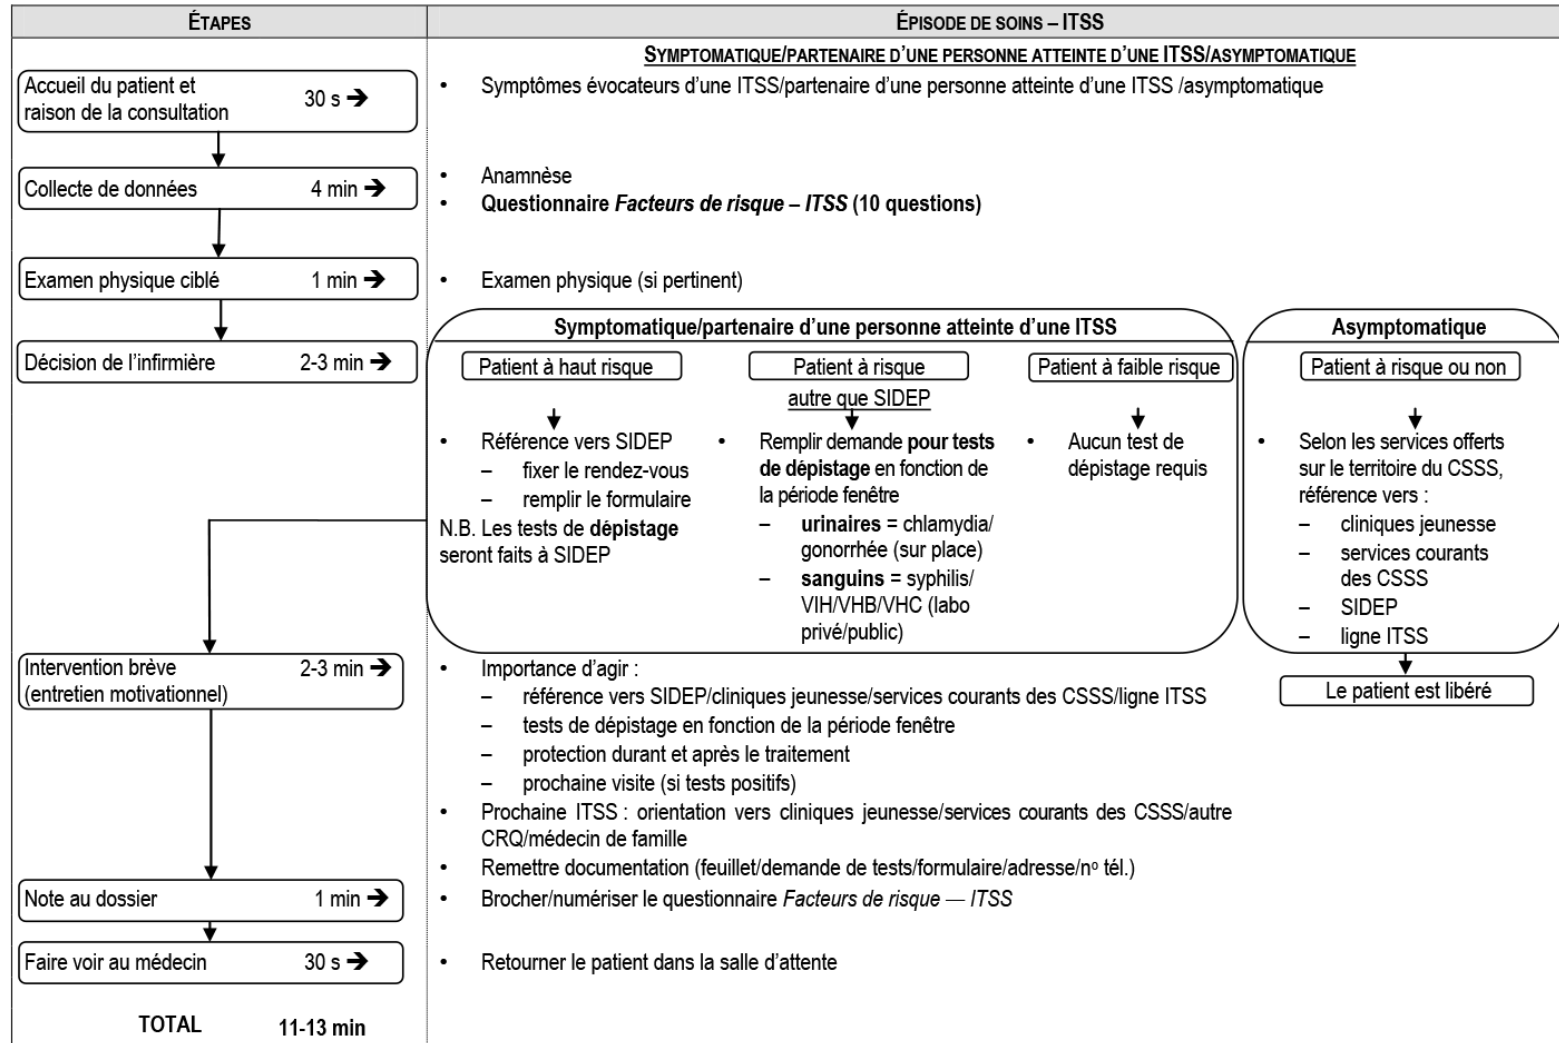 ÉTAPES
ÉPISODE DE SOINS – ITSS
SYMPTOMATIQUE/PARTENAIRE D’UNE PERSONNE ATTEINTE D’UNE ITSS/ASYMPTOMATIQUE
Accueil du patient et
raison de la consultation
30 s ➔
• Symptômes évocateurs d’une ITSS/partenaire d’une personne atteinte d’une ITSS /asymptomatique
Collecte de données 4 min ➔
• Anamnèse
• Questionnaire Facteurs de risque – ITSS (10 questions)
Examen physique ciblé 1 min ➔
• Examen physique (si pertinent)
Décision de l’infirmière 2-3 min ➔
Symptomatique/partenaire d’une personne atteinte d’une ITSS
Patient à haut risque
• Référence vers SIDEP
– fixer le rendez-vous
– remplir le formulaire
N.B. Les tests de dépistage
seront faits à SIDEP
Patient à risque
autre que SIDEP
• Remplir demande pour tests
de dépistage en fonction de
la période fenêtre
– urinaires = chlamydia/
gonorrhée (sur place)
– sanguins = syphilis/
VIH/VHB/VHC (labo
privé/public)
Patient à faible risque
• Aucun test de
dépistage requis
Asymptomatique
Patient à risque ou non
• Selon les services offerts
sur le territoire du CSSS,
référence vers :
– cliniques jeunesse
– services courants
des CSSS
– SIDEP
– ligne ITSS
Le patient est libéré
Intervention brève 2-3 min ➔
(entretien motivationnel)
• Importance d’agir :
– référence vers SIDEP/cliniques jeunesse/services courants des CSSS/ligne ITSS
– tests de dépistage en fonction de la période fenêtre
– protection durant et après le traitement
– prochaine visite (si tests positifs)
• Prochaine ITSS : orientation vers cliniques jeunesse/services courants des CSSS/autre
CRQ/médecin de famille
• Remettre documentation (feuillet/demande de tests/formulaire/adresse/nº tél.)
Note au dossier 1 min ➔
• Brocher/numériser le questionnaire Facteurs de risque — ITSS
Faire voir au médecin 30 s ➔
• Retourner le patient dans la salle d’attente
TOTAL 11-13 min